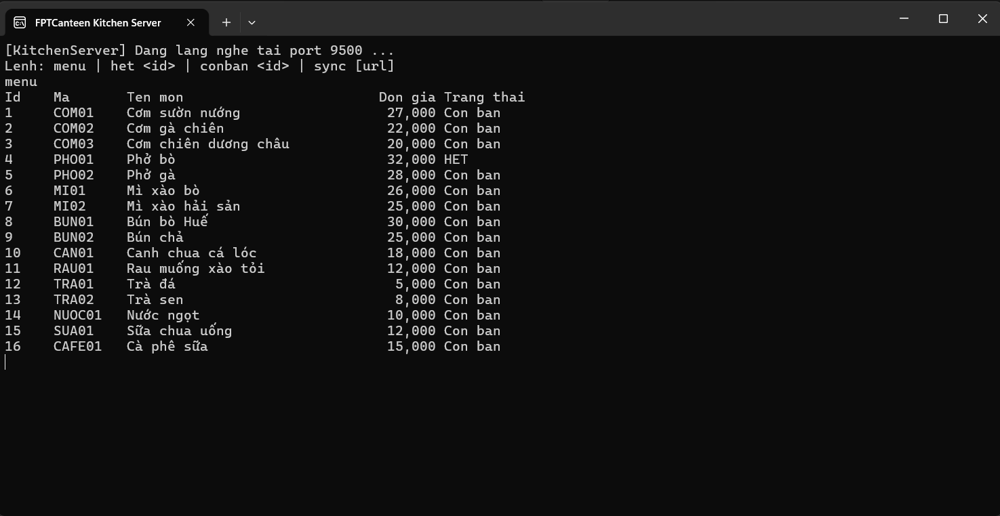 FPTCanteen Kitchen Server
[KitchenServer] Dang lang nghe tai port 9500 ...
Lenh: menu | het <id> | conban <id> | sync [url]
menu
Id    Ma       Ten mon                        Don gia Trang thai
1     COM01    Cơm sườn nướng                  27,000 Con ban
2     COM02    Cơm gà chiên                    22,000 Con ban
3     COM03    Cơm chiên dương châu            20,000 Con ban
4     PHO01    Phở bò                          32,000 HET
5     PHO02    Phở gà                          28,000 Con ban
6     MI01     Mì xào bò                       26,000 Con ban
7     MI02     Mì xào hải sản                  25,000 Con ban
8     BUN01    Bún bò Huế                      30,000 Con ban
9     BUN02    Bún chả                         25,000 Con ban
10    CAN01    Canh chua cá lóc                18,000 Con ban
11    RAU01    Rau muống xào tỏi               12,000 Con ban
12    TRA01    Trà đá                           5,000 Con ban
13    TRA02    Trà sen                          8,000 Con ban
14    NUOC01   Nước ngọt                       10,000 Con ban
15    SUA01    Sữa chua uống                   12,000 Con ban
16    CAFE01   Cà phê sữa                      15,000 Con ban